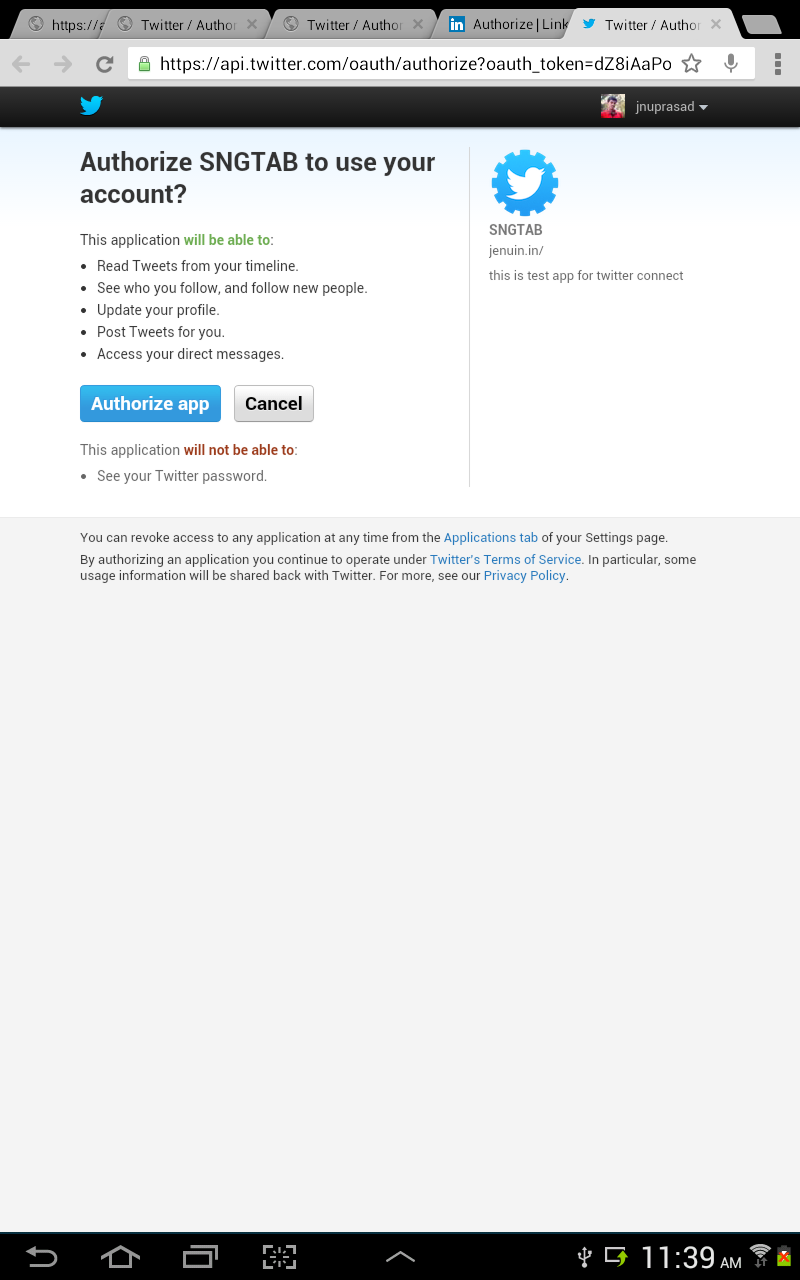 https://a
Twitter / Author
Twitter / Author
Authorize | Link
Twitter / Author
https://api.twitter.com/oauth/authorize?oauth_token=dZ8iAaPo
jnuprasad
Authorize SNGTAB to use your
account?
This application will be able to:
Read Tweets from your timeline.
See who you follow, and follow new people.
Update your profile.
Post Tweets for you.
Access your direct messages.
Authorize app
Cancel
This application will not be able to:
See your Twitter password.
SNGTAB
jenuin.in/
this is test app for twitter connect
You can revoke access to any application at any time from the Applications tab of your Settings page.
By authorizing an application you continue to operate under Twitter's Terms of Service. In particular, some
usage information will be shared back with Twitter. For more, see our Privacy Policy.
11:39 AM